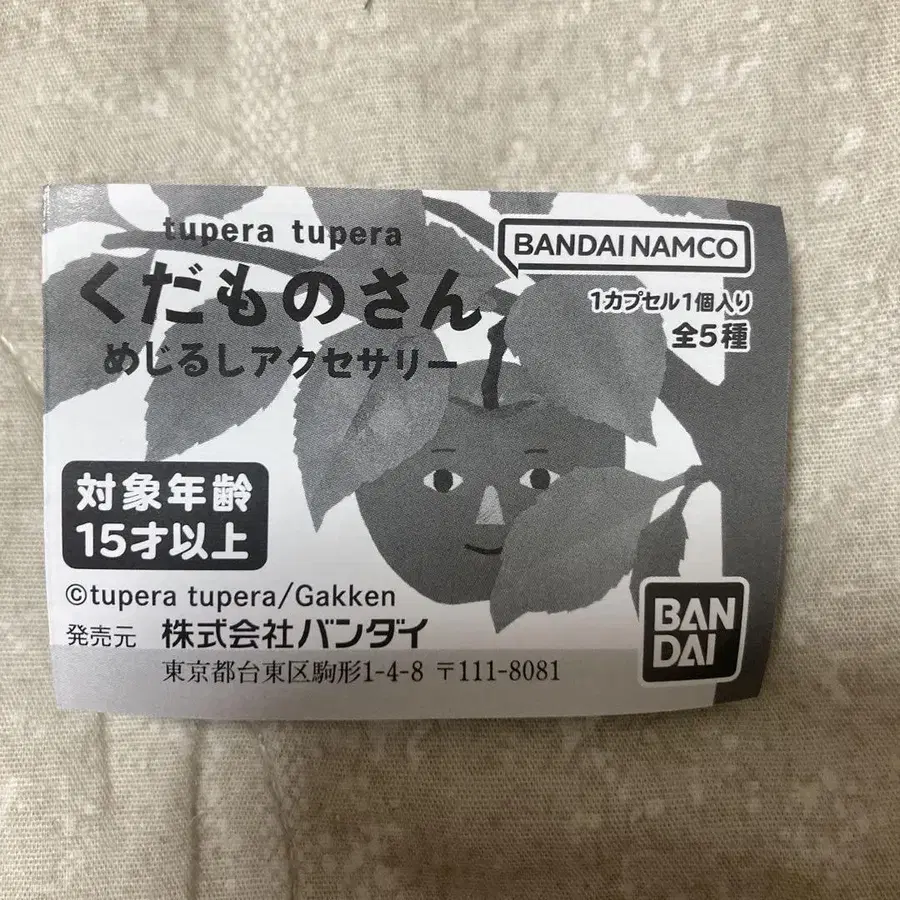 tupera tupera
くだものさん
めじるしアクセサリー
BANDAI NAMCO
1カプセル1個入り
全5種
対象年齢
15才以上
©tupera tupera/Gakken
発売元 株式会社バンダイ
東京都台東区駒形1-4-8 〒111-8081
BAN
DAI